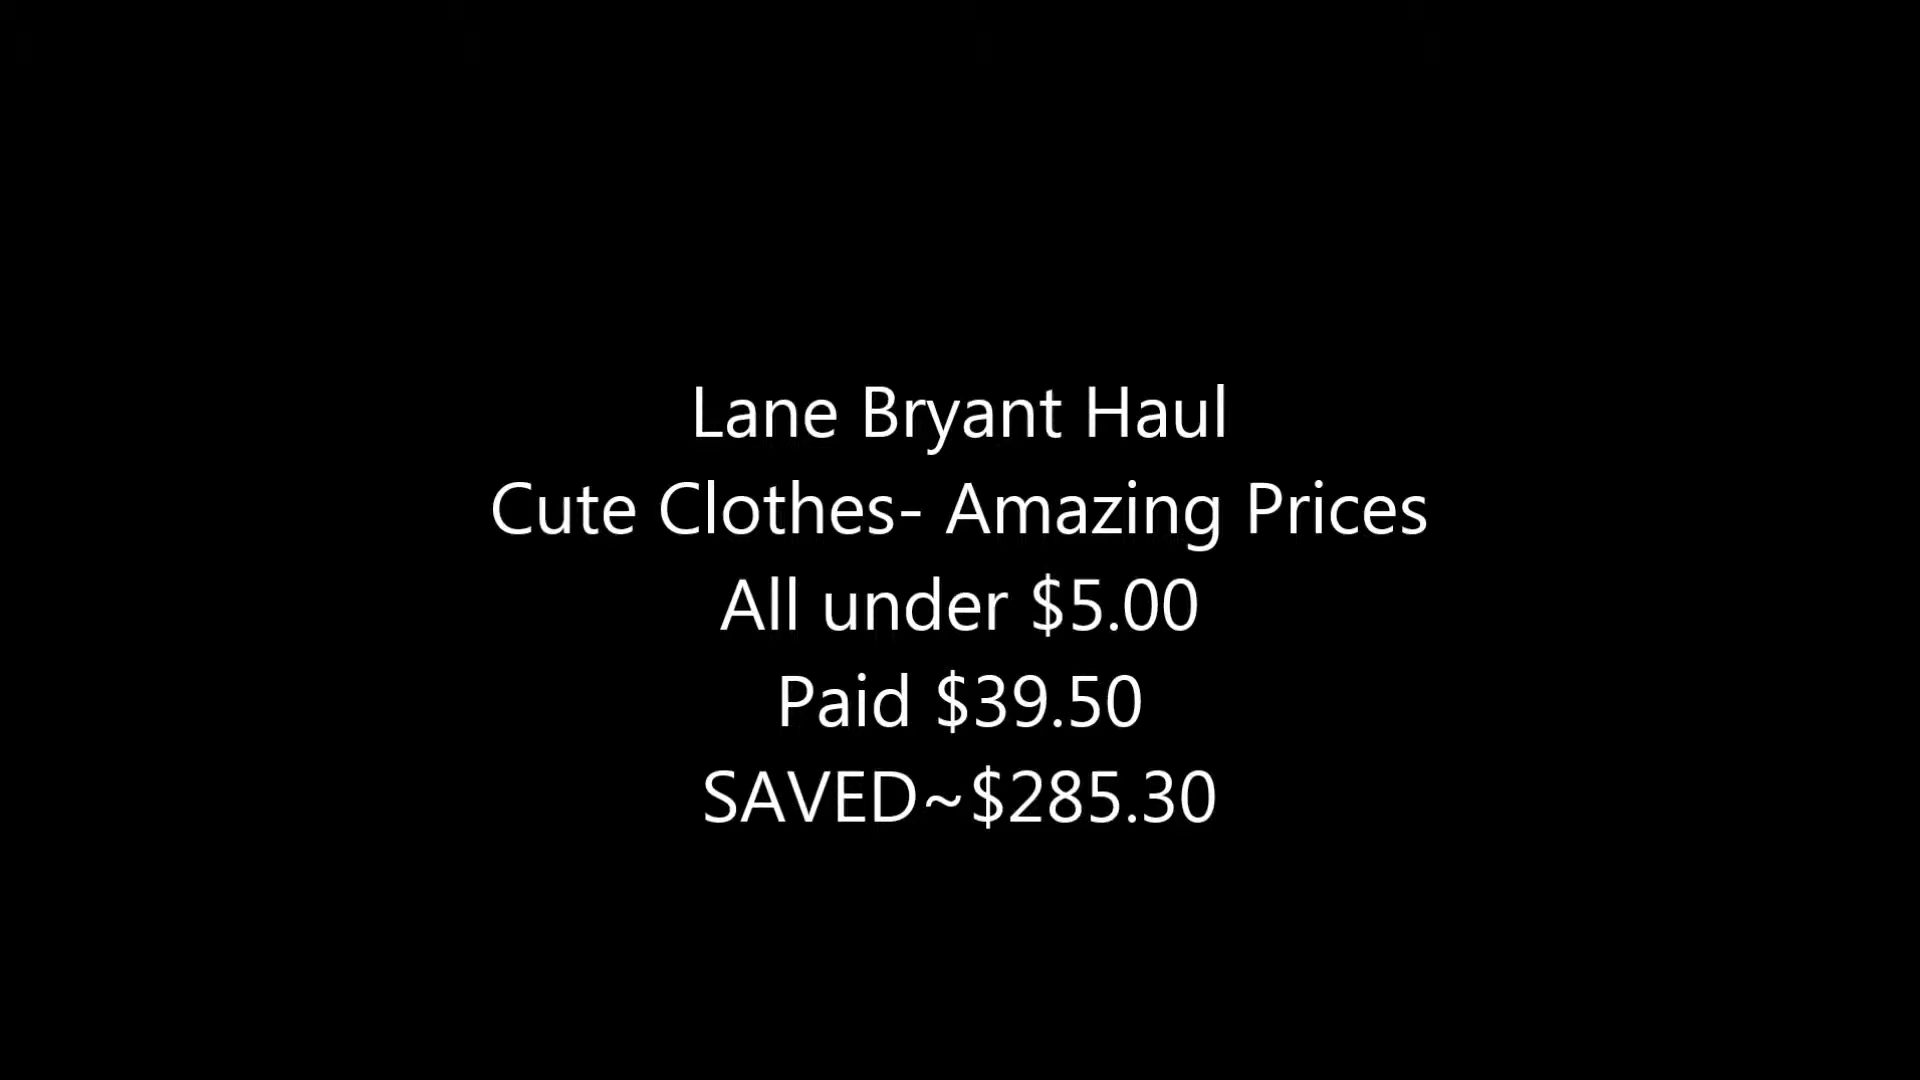 Lane Bryant Haul
Cute Clothes- Amazing Prices
All under $5.00
Paid $39.50
SAVED~$285.30